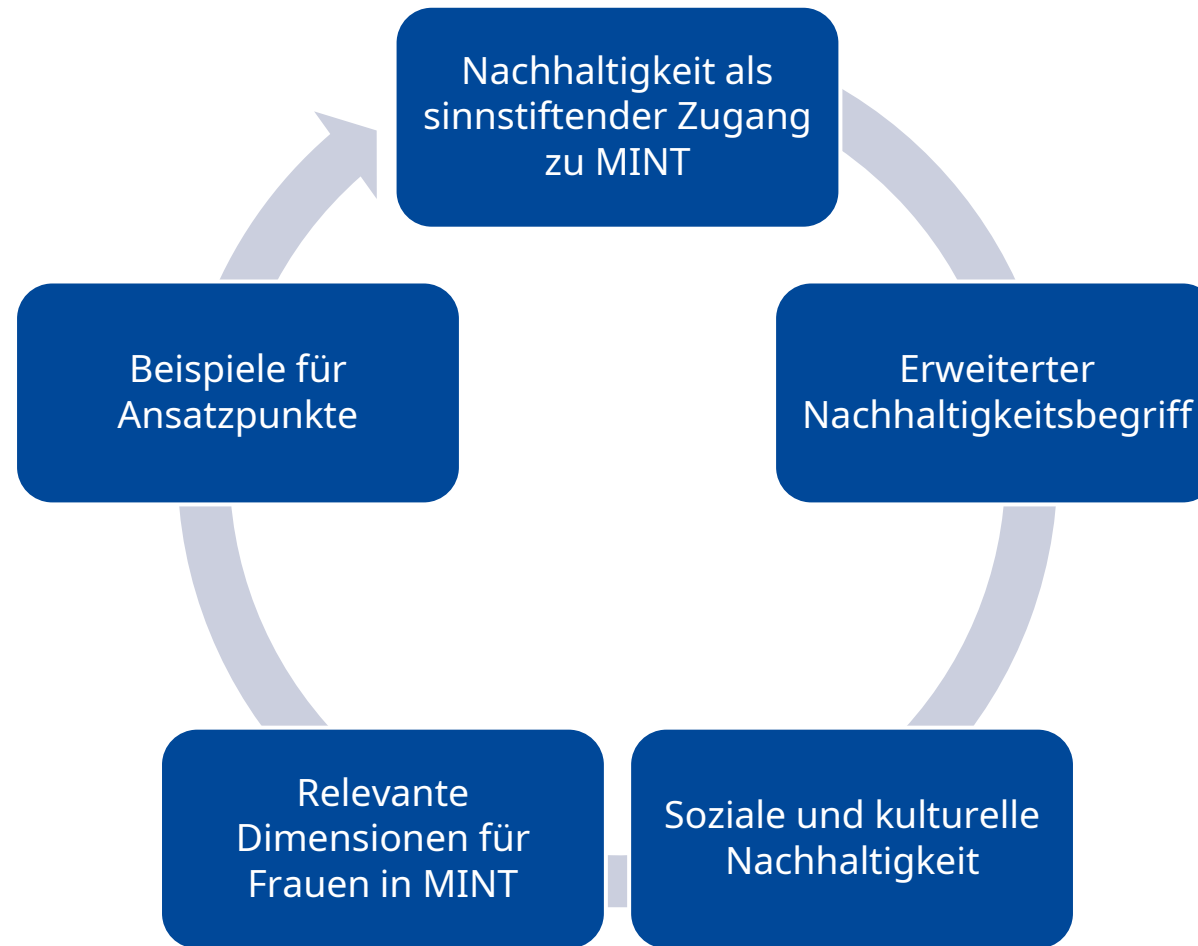 Nachhaltigkeit als
sinnstiftender Zugang
zu MINT
Erweiterter
Nachhaltigkeitsbegriff
Soziale und kulturelle
Nachhaltigkeit
Relevante
Dimensionen für
Frauen in MINT
Beispiele für
Ansatzpunkte